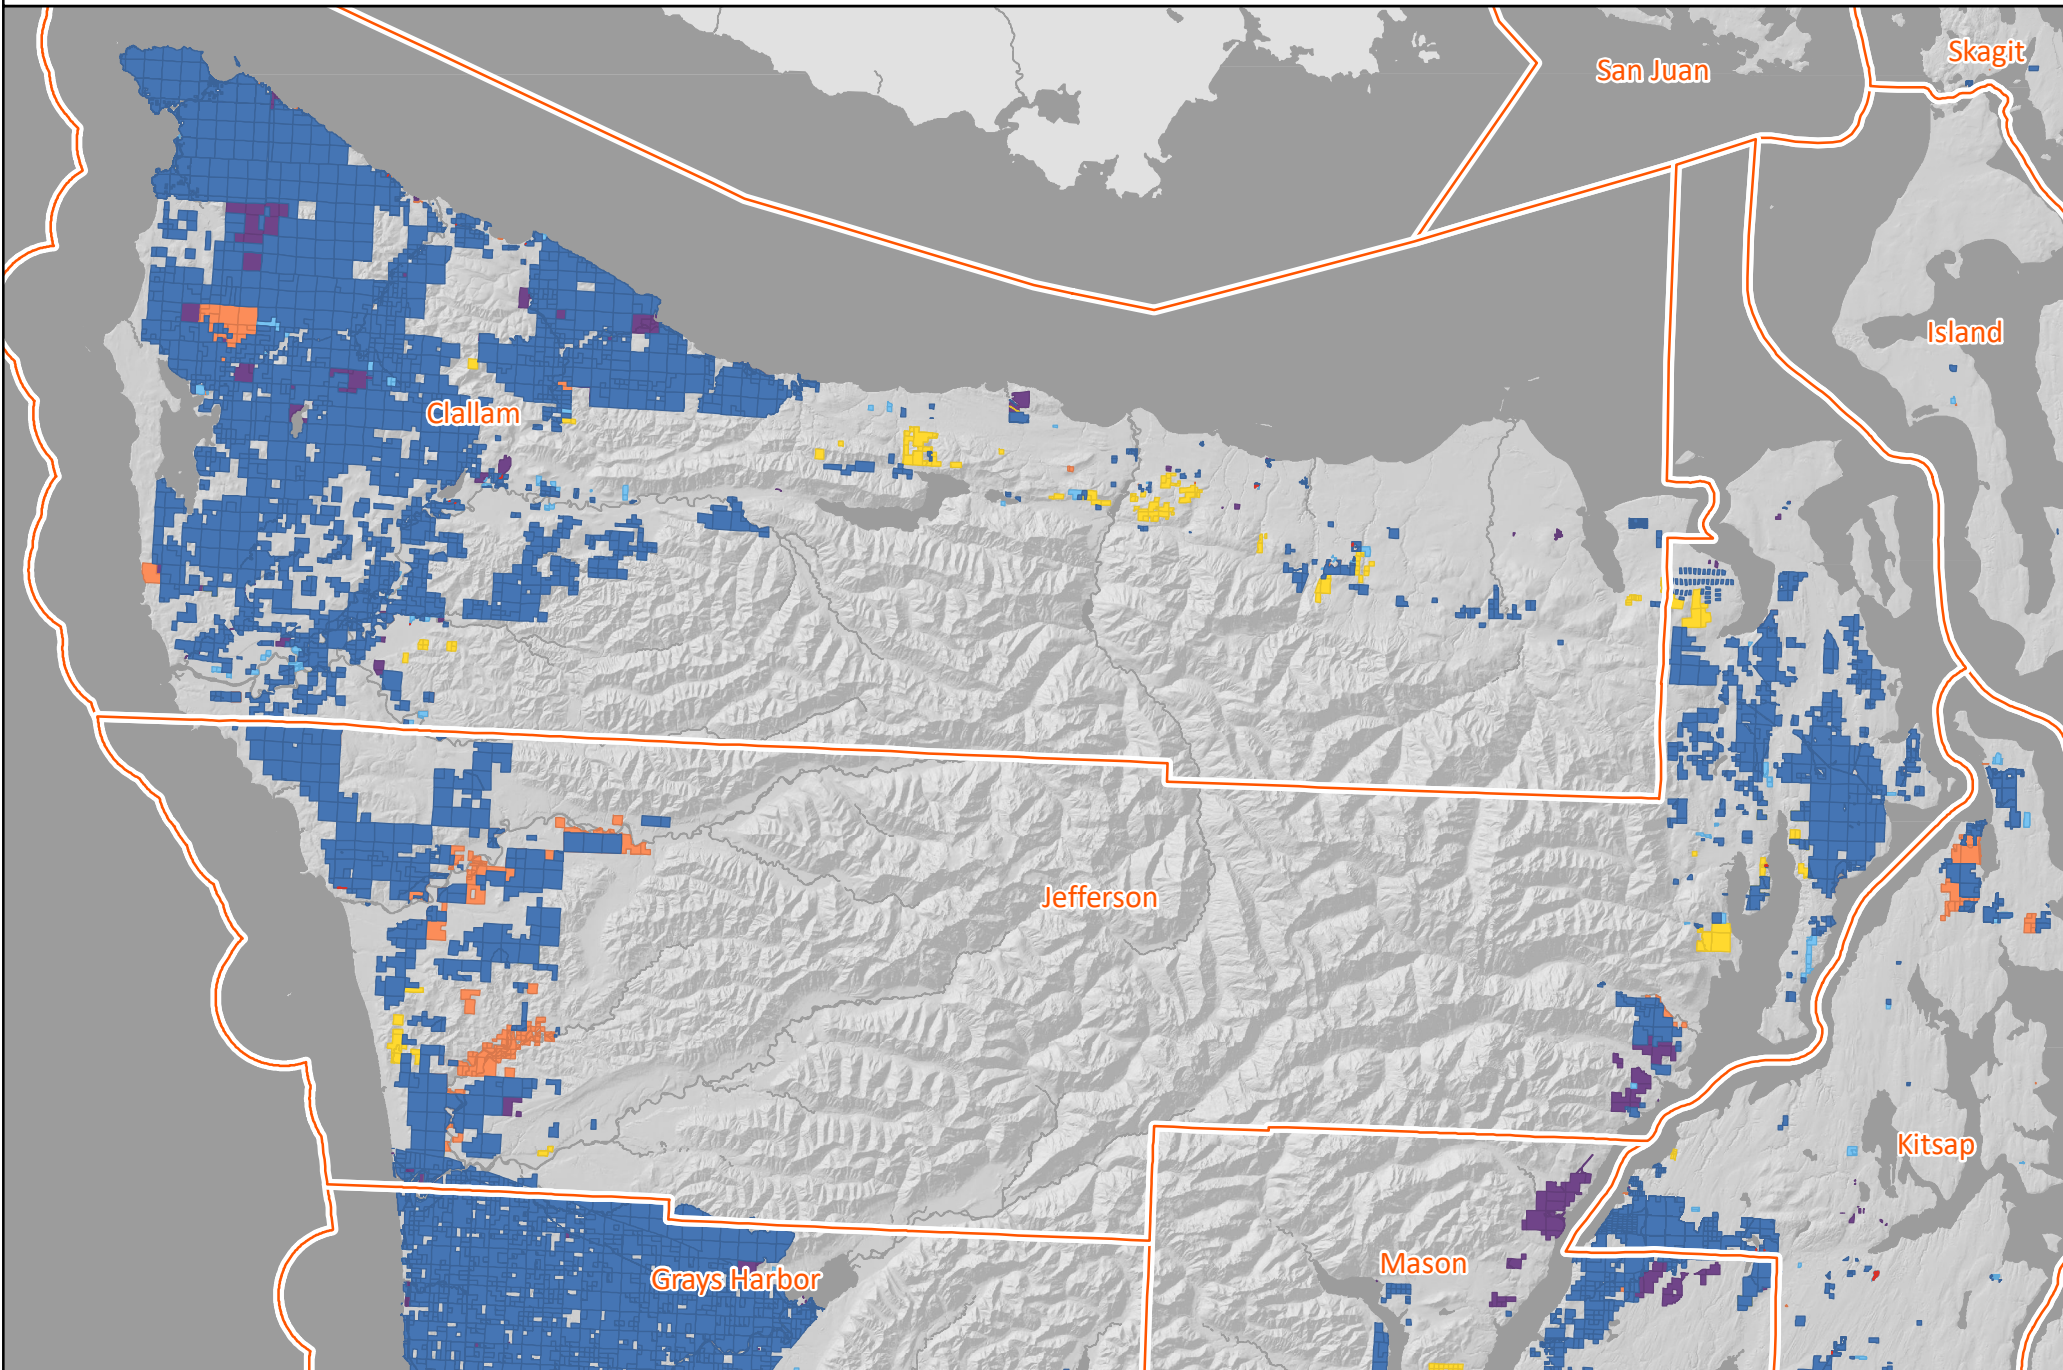 Skagit
San Juan
Island
Clallam
Jefferson
Kitsap
Mason
Grays Harbor